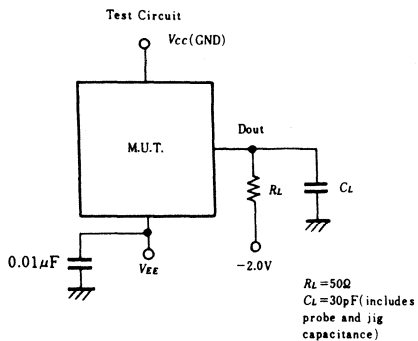 Test Circuit
Vcc(GND)
M.U.T.
Dout
RL
CL
0.01μF
VEE
-2.0V
RL=50Ω
CL=30pF(includes
probe and jig
capacitance)